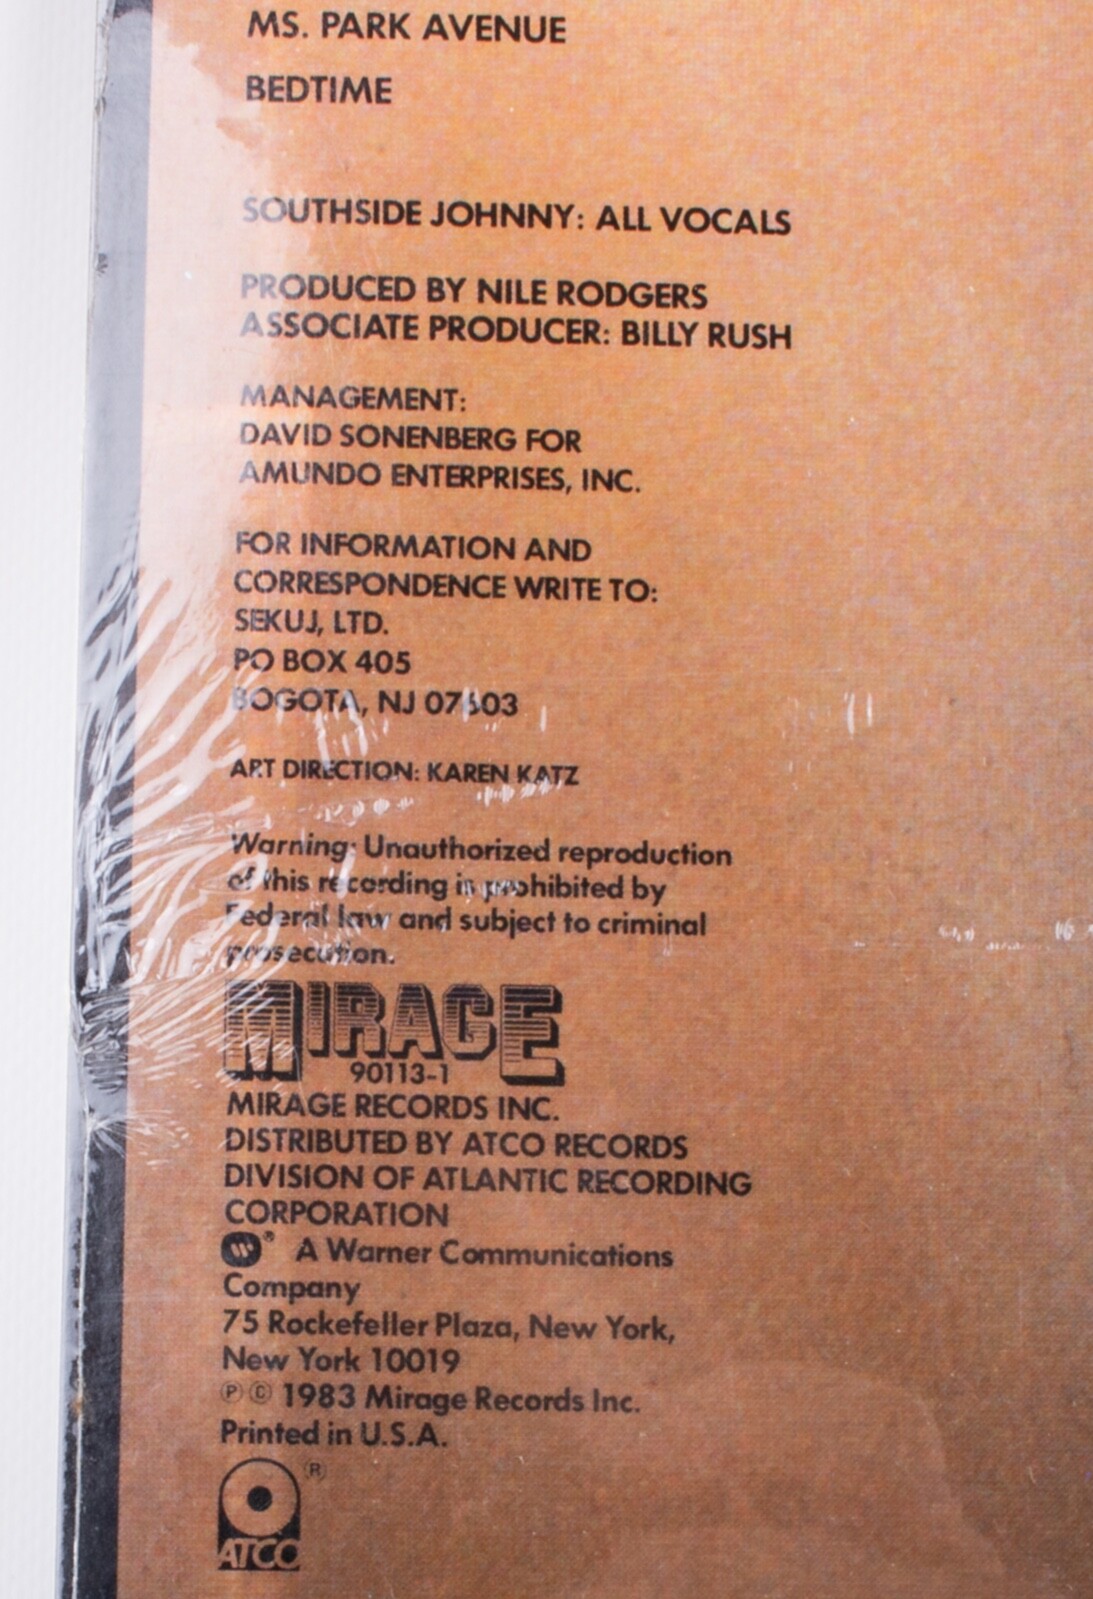 MS. PARK AVENUE
BEDTIME
SOUTHSIDE JOHNNY: ALL VOCALS
PRODUCED BY NILE RODGERS
ASSOCIATE PRODUCER: BILLY RUSH
MANAGEMENT:
DAVID SONENBERG FOR
AMUNDO ENTERPRISES, INC.
FOR INFORMATION AND
CORRESPONDENCE WRITE TO:
SEKUJ, LTD.
PO BOX 405
BOGOTA, NJ 07603
ART DIRECTION: KAREN KATZ
Warning: Unauthorized reproduction
of this recording is prohibited by
Federal law and subject to criminal
prosecution.
MIRAGE
90113-1
MIRAGE RECORDS INC.
DISTRIBUTED BY ATCO RECORDS
DIVISION OF ATLANTIC RECORDING
CORPORATION
® A Warner Communications
Company
75 Rockefeller Plaza, New York,
New York 10019
℗ © 1983 Mirage Records Inc.
Printed in U.S.A.
®
ATCO